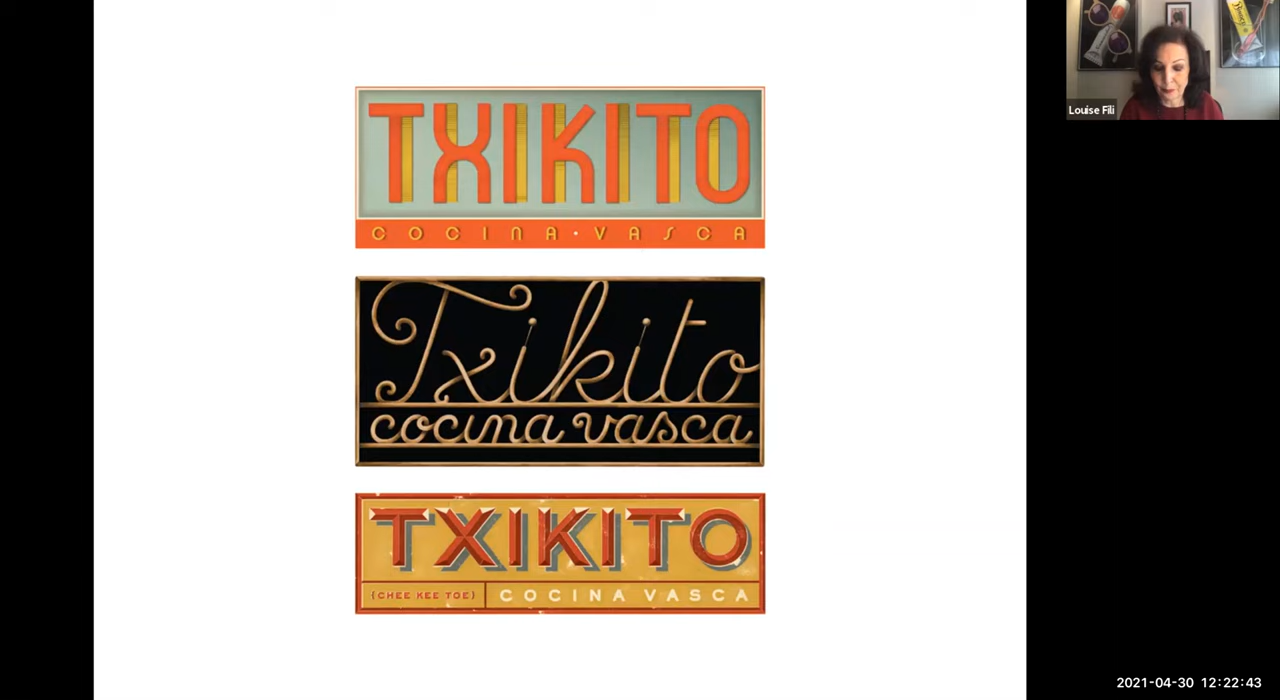 TXIKITO
COCINA·VASCA
Txikito
cocina vasca
TXIKITO
{CHEE KEE TOE} COCINA VASCA
Louise Fili
2021-04-30 12:22:43